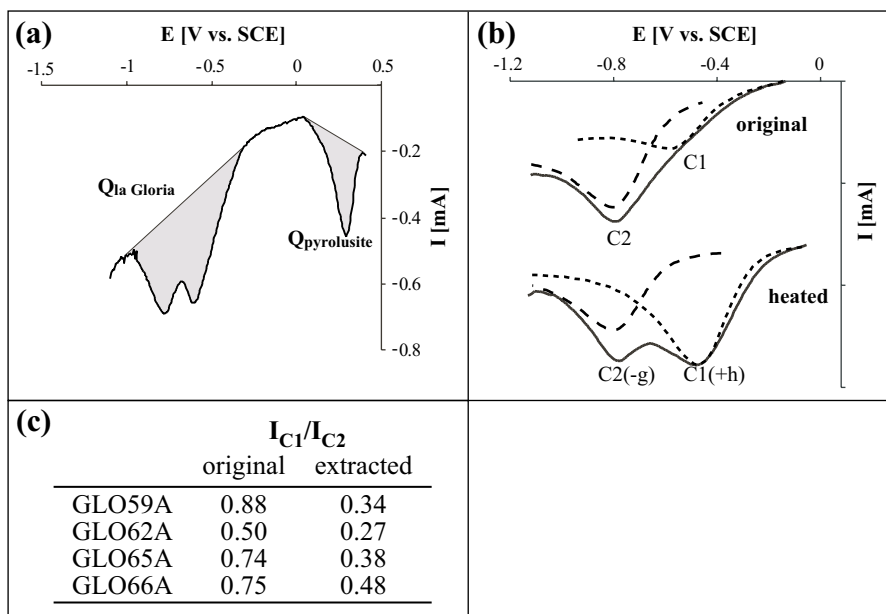 (a)
E [V vs. SCE]
-1.5 -1 -0.5 0 0.5
-0.2
-0.4
-0.6
-0.8
I [mA]
Qla Gloria
Qpyrolusite
(b)
E [V vs. SCE]
-1.2 -0.8 -0.4 0
original
C1
C2
I [mA]
heated
C2(-g) C1(+h)
(c)
IC1/IC2
original extracted
GLO59A 0.88 0.34
GLO62A 0.50 0.27
GLO65A 0.74 0.38
GLO66A 0.75 0.48